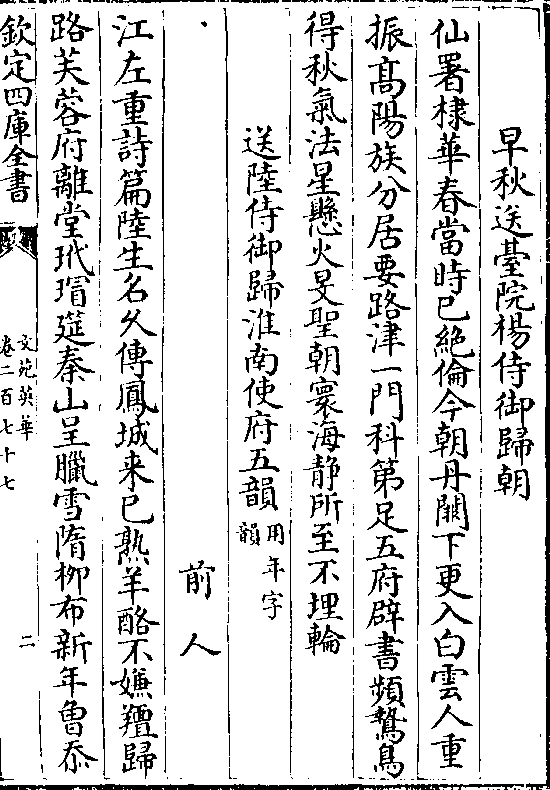 早秋送臺院楊侍御歸朝
仙署棣華春當時已絶倫今朝丹闕下更入白雲人重
振髙陽族分居要路津一門科第足五府辟書頻鷙鳥
得秋氣法星懸火旻聖朝寰海静所至不埋輪
送陸侍御歸淮南使府五韻用年字韻
前人
江左重詩篇陸生名久傳鳳城来已熟羊酪不嫌羶歸
路芙蓉府離堂玳瑁筵秦山呈臘雪隋栁布新年魯忝
欽定四庫全書
文苑英華
卷二百七十七
二